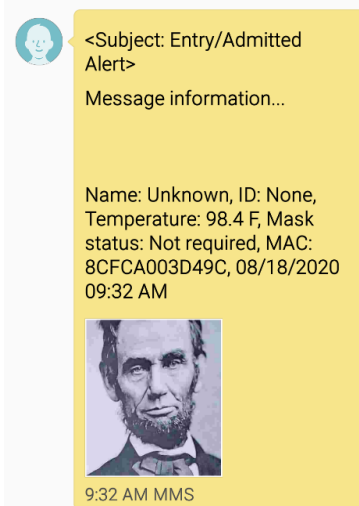 <Subject: Entry/Admitted
Alert>
Message information...
Name: Unknown, ID: None,
Temperature: 98.4 F, Mask
status: Not required, MAC:
8CFCA003D49C, 08/18/2020
09:32 AM
9:32 AM MMS